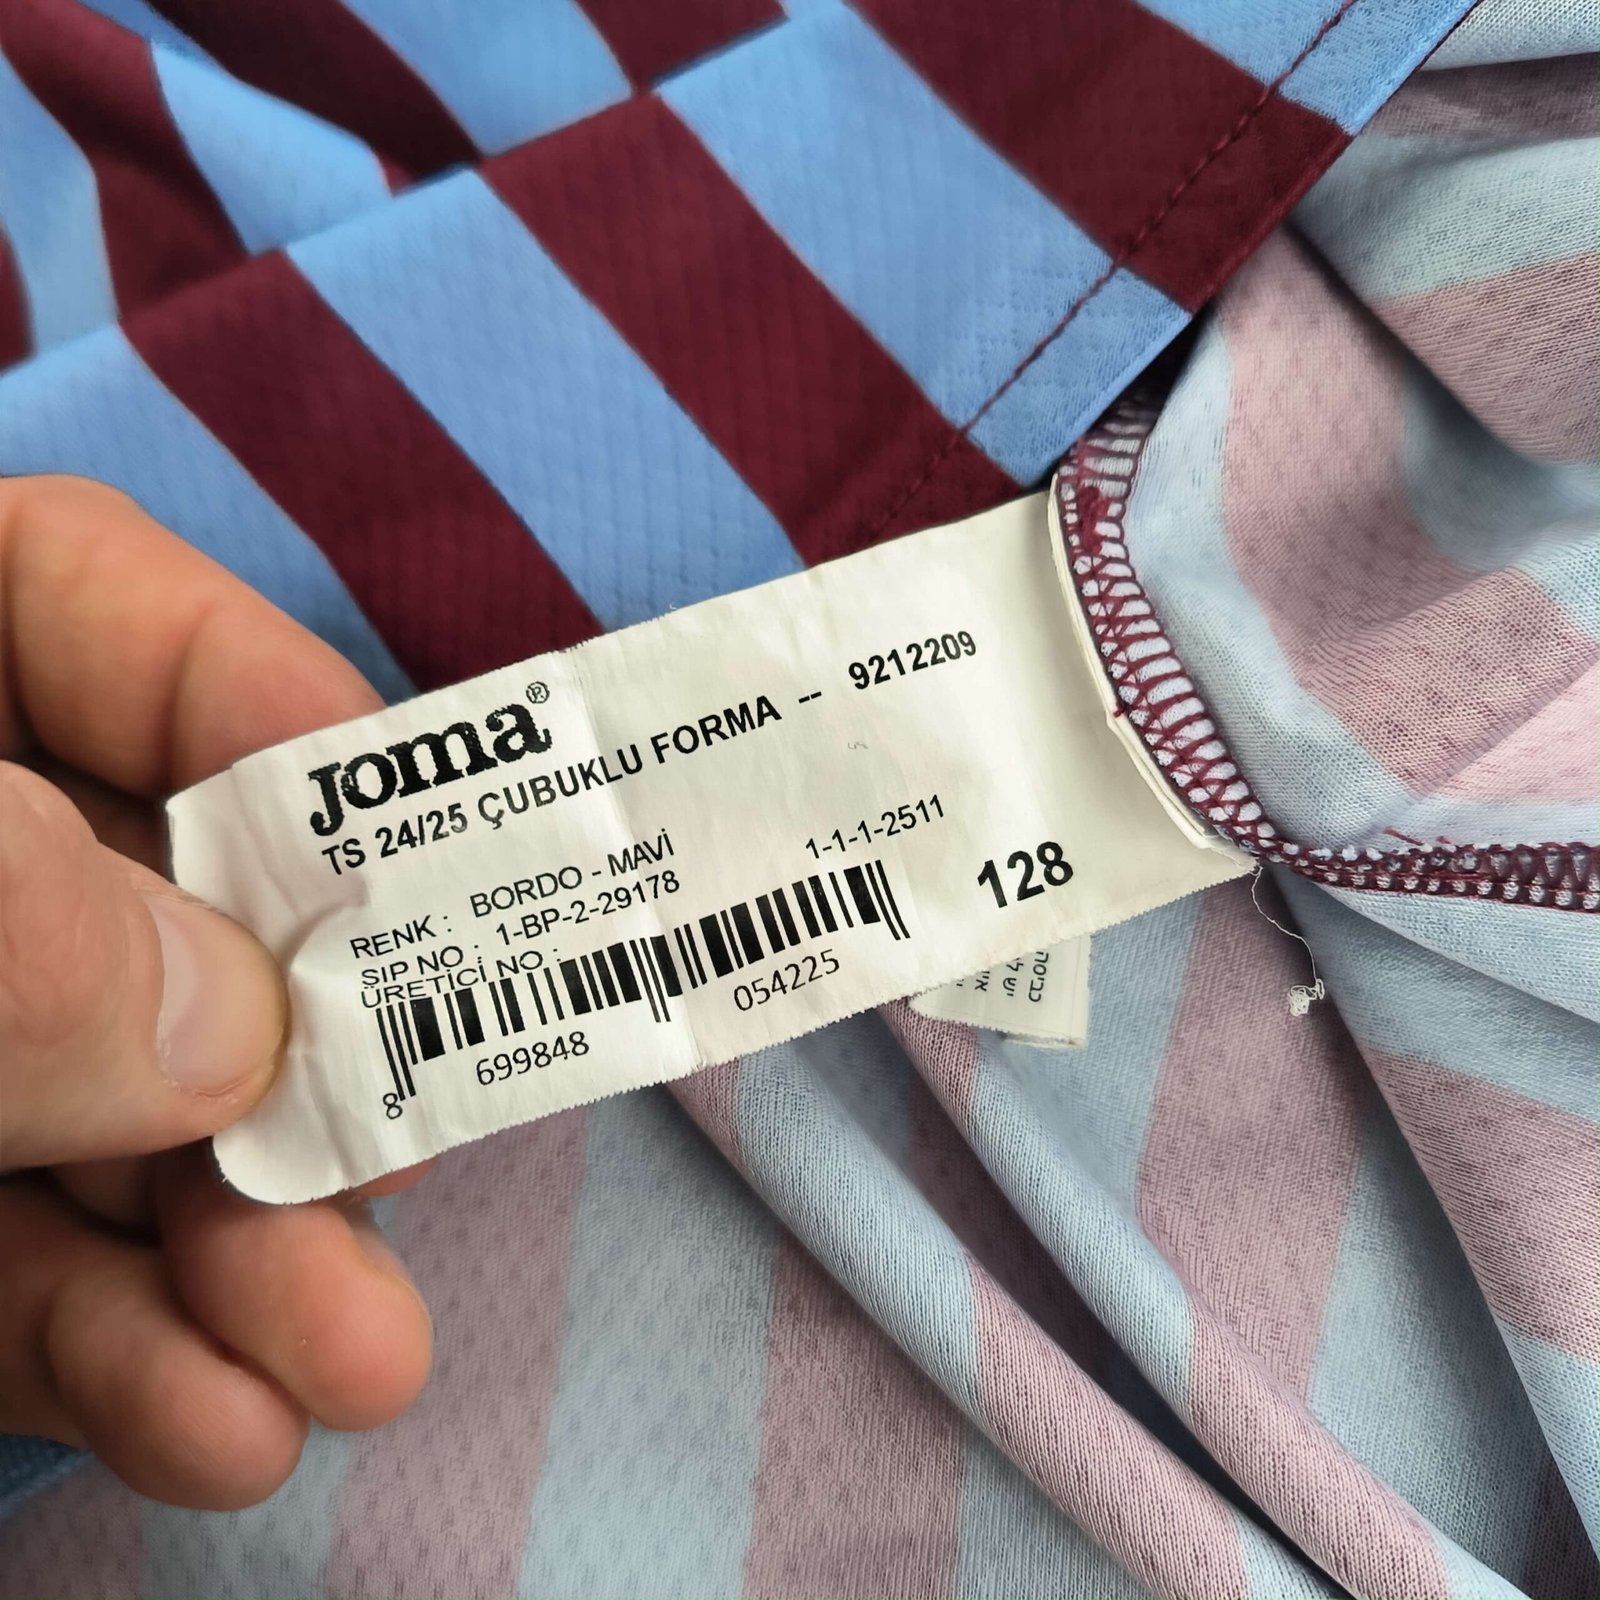 Joma®
TS 24/25 ÇUBUKLU FORMA -- 9212209
RENK : BORDO - MAVİ
SIP NO : 1-BP-2-29178
1-1-1-2511
ÜRETİCİ NO :
128
8 699848 054225